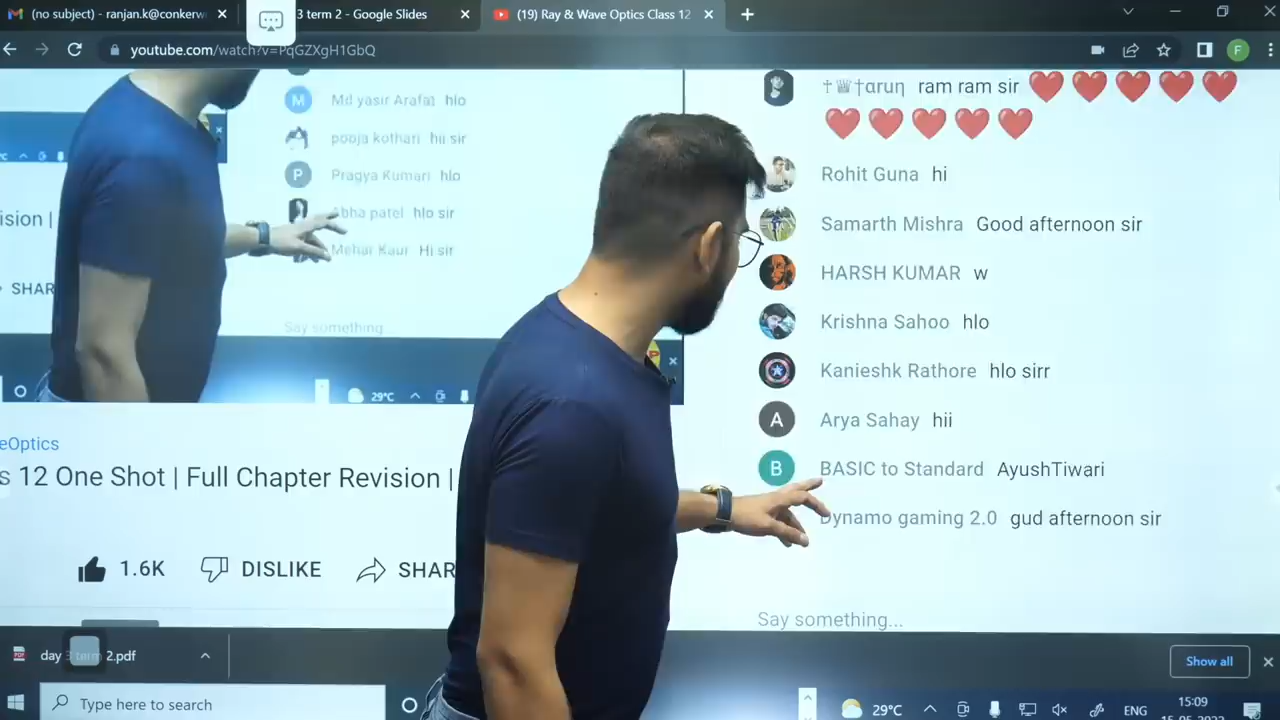 (no subject) - ranjan.k@conkerw
3 term 2 - Google Slides
(19) Ray & Wave Optics Class 12
youtube.com/watch?v=PqGZXgH1GbQ
F
M Md yasir Arafat hlo
pooja kothari hii sir
P Pragya Kumari hlo
Abha patel hlo sir
Mehar Kaur Hi sir
Say something...
vision |
SHAR
29°C
†♕†αruη ram ram sir ❤️ ❤️ ❤️ ❤️ ❤️
❤️ ❤️ ❤️ ❤️ ❤️
Rohit Guna hi
Samarth Mishra Good afternoon sir
HARSH KUMAR w
Krishna Sahoo hlo
Kanieshk Rathore hlo sirr
A Arya Sahay hii
B BASIC to Standard AyushTiwari
Dynamo gaming 2.0 gud afternoon sir
Say something...
eOptics
s 12 One Shot | Full Chapter Revision |
1.6K DISLIKE SHAR
day 3 term 2.pdf
Show all
Type here to search
29°C
ENG
15:09